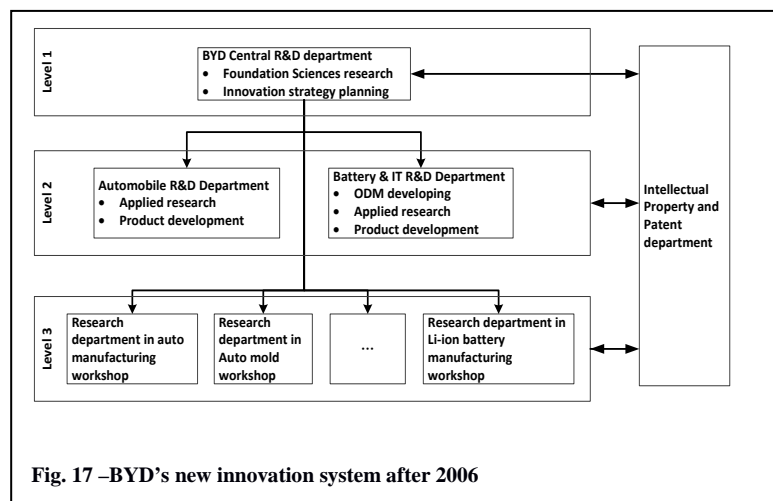 Level 1
BYD Central R&D department
• Foundation Sciences research
• Innovation strategy planning
Level 2
Automobile R&D Department
• Applied research
• Product development
Battery & IT R&D Department
• ODM developing
• Applied research
• Product development
Intellectual
Property and
Patent
department
Level 3
Research
department in auto
manufacturing
workshop
Research
department in
Auto mold
workshop
...
Research department in
Li-ion battery
manufacturing
workshop
Fig. 17 –BYD's new innovation system after 2006